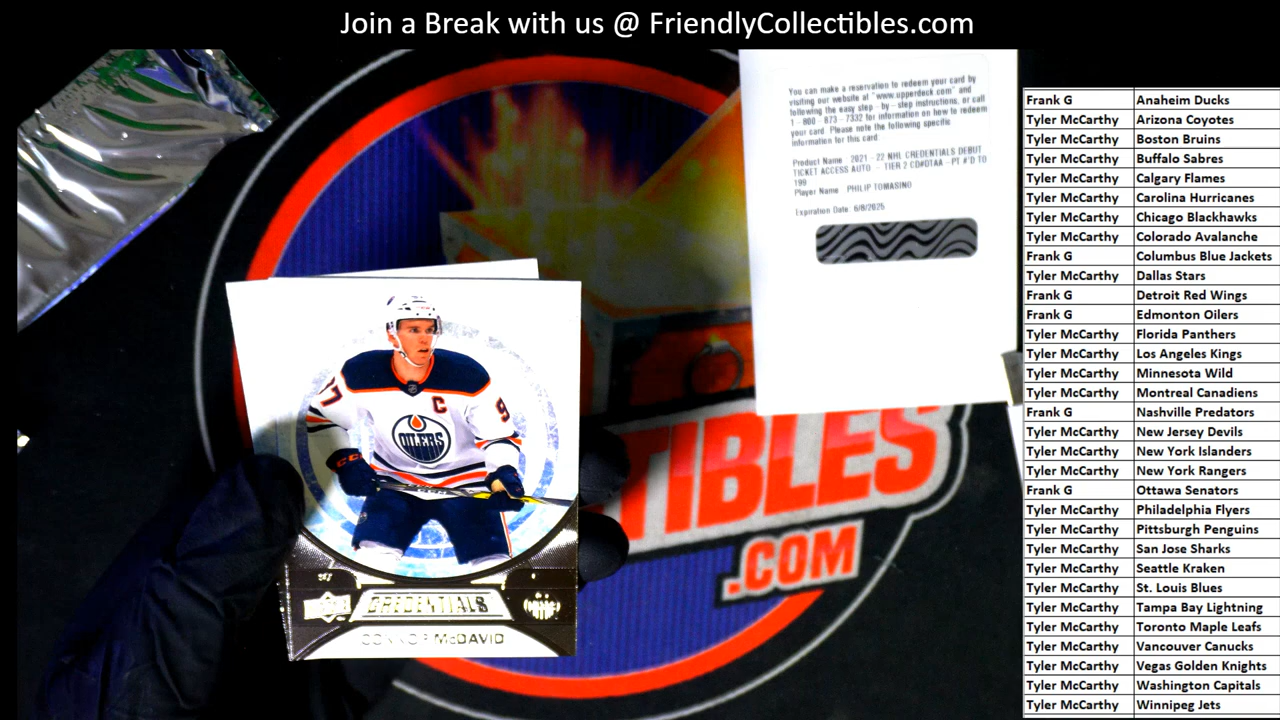 Join a Break with us @ FriendlyCollectibles.com
You can make a reservation to redeem your card by
visiting our website at "www.upperdeck.com" and
following the easy step - by - step instructions, or call
1 - 800 - 873 - 7332 for information on how to redeem
your card. Please note the following specific
information for this card.
Product Name 2021 - 22 NHL CREDENTIALS DEBUT
TICKET ACCESS AUTO - TIER 2 CD#DTAA - PT #'D TO
199
Player Name PHILIP TOMASINO
Expiration Date: 6/8/2025
97
C
9
OILERS
CCM
CREDENTIALS
CONNOR McDAVID
TIBLES
.COM
Frank G Anaheim Ducks
Tyler McCarthy Arizona Coyotes
Tyler McCarthy Boston Bruins
Tyler McCarthy Buffalo Sabres
Tyler McCarthy Calgary Flames
Tyler McCarthy Carolina Hurricanes
Tyler McCarthy Chicago Blackhawks
Tyler McCarthy Colorado Avalanche
Frank G Columbus Blue Jackets
Tyler McCarthy Dallas Stars
Frank G Detroit Red Wings
Frank G Edmonton Oilers
Tyler McCarthy Florida Panthers
Tyler McCarthy Los Angeles Kings
Tyler McCarthy Minnesota Wild
Tyler McCarthy Montreal Canadiens
Frank G Nashville Predators
Tyler McCarthy New Jersey Devils
Tyler McCarthy New York Islanders
Tyler McCarthy New York Rangers
Frank G Ottawa Senators
Tyler McCarthy Philadelphia Flyers
Tyler McCarthy Pittsburgh Penguins
Tyler McCarthy San Jose Sharks
Tyler McCarthy Seattle Kraken
Tyler McCarthy St. Louis Blues
Tyler McCarthy Tampa Bay Lightning
Tyler McCarthy Toronto Maple Leafs
Tyler McCarthy Vancouver Canucks
Tyler McCarthy Vegas Golden Knights
Tyler McCarthy Washington Capitals
Tyler McCarthy Winnipeg Jets